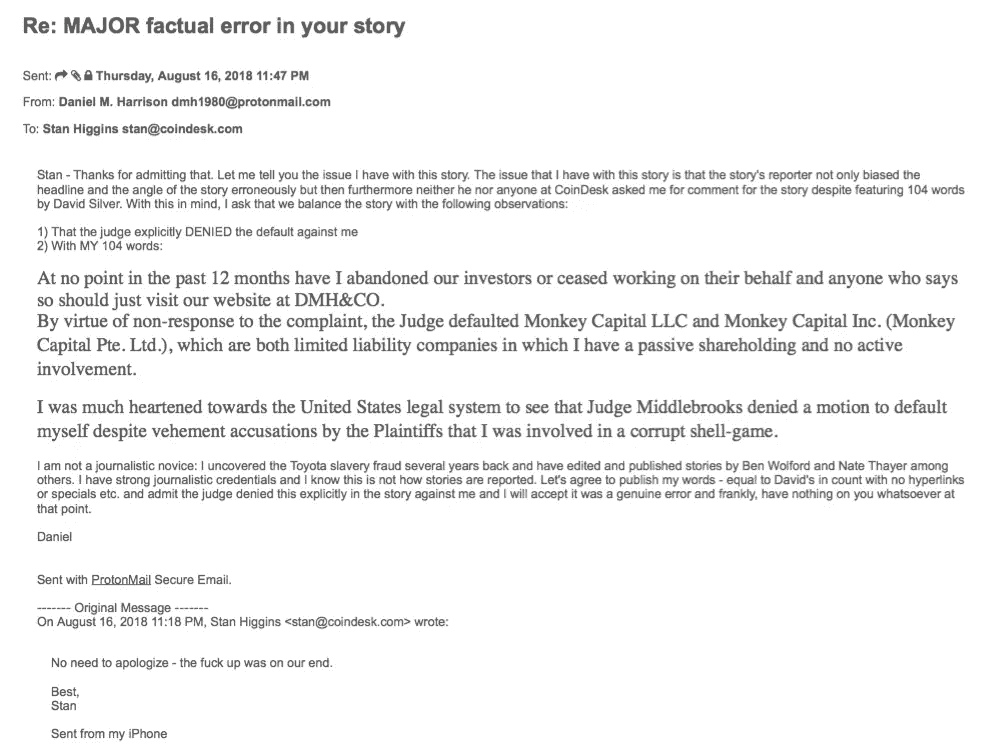 Re: MAJOR factual error in your story
Sent: Thursday, August 16, 2018 11:47 PM
From: Daniel M. Harrison dmh1980@protonmail.com
To: Stan Higgins stan@coindesk.com
Stan - Thanks for admitting that. Let me tell you the issue I have with this story. The issue that I have with this story is that the story's reporter not only biased the
headline and the angle of the story erroneously but then furthermore neither he nor anyone at CoinDesk asked me for comment for the story despite featuring 104 words
by David Silver. With this in mind, I ask that we balance the story with the following observations:
1) That the judge explicitly DENIED the default against me
2) With MY 104 words:
At no point in the past 12 months have I abandoned our investors or ceased working on their behalf and anyone who says
so should just visit our website at DMH&CO.
By virtue of non-response to the complaint, the Judge defaulted Monkey Capital LLC and Monkey Capital Inc. (Monkey
Capital Pte. Ltd.), which are both limited liability companies in which I have a passive shareholding and no active
involvement.
I was much heartened towards the United States legal system to see that Judge Middlebrooks denied a motion to default
myself despite vehement accusations by the Plaintiffs that I was involved in a corrupt shell-game.
I am not a journalistic novice: I uncovered the Toyota slavery fraud several years back and have edited and published stories by Ben Wolford and Nate Thayer among
others. I have strong journalistic credentials and I know this is not how stories are reported. Let's agree to publish my words - equal to David's in count with no hyperlinks
or specials etc. and admit the judge denied this explicitly in the story against me and I will accept it was a genuine error and frankly, have nothing on you whatsoever at
that point.
Daniel
Sent with ProtonMail Secure Email.
------- Original Message -------
On August 16, 2018 11:18 PM, Stan Higgins <stan@coindesk.com> wrote:
No need to apologize - the fuck up was on our end.
Best,
Stan
Sent from my iPhone